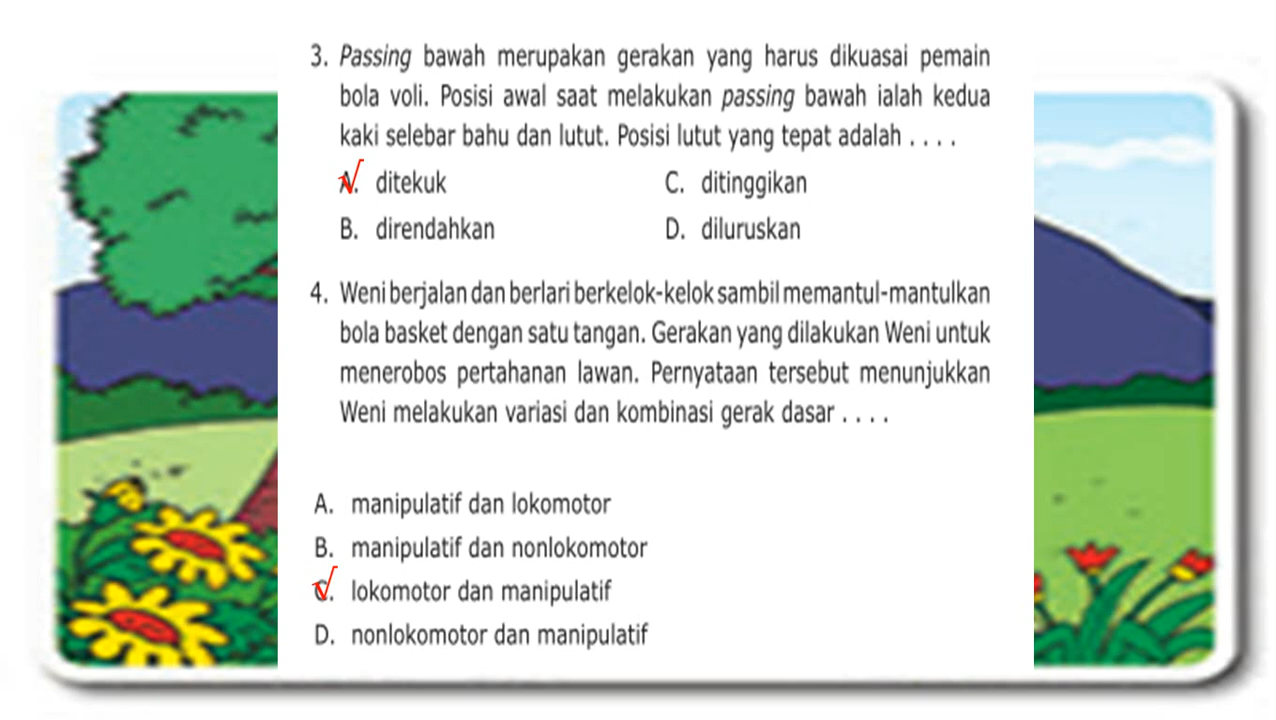 3. Passing bawah merupakan gerakan yang harus dikuasai pemain
bola voli. Posisi awal saat melakukan passing bawah ialah kedua
kaki selebar bahu dan lutut. Posisi lutut yang tepat adalah . . . .
A. ditekuk C. ditinggikan
B. direndahkan D. diluruskan
4. Weni berjalan dan berlari berkelok-kelok sambil memantul-mantulkan
bola basket dengan satu tangan. Gerakan yang dilakukan Weni untuk
menerobos pertahanan lawan. Pernyataan tersebut menunjukkan
Weni melakukan variasi dan kombinasi gerak dasar . . . .
A. manipulatif dan lokomotor
B. manipulatif dan nonlokomotor
C. lokomotor dan manipulatif
D. nonlokomotor dan manipulatif